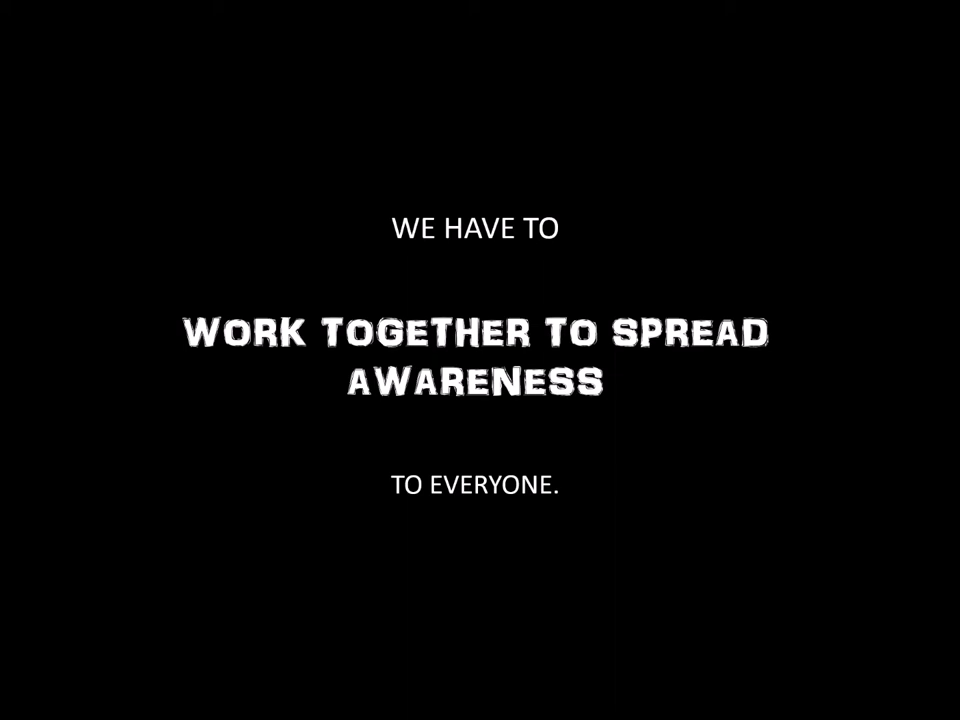 WE HAVE TO
WORK TOGETHER TO SPREAD
AWARENESS
TO EVERYONE.